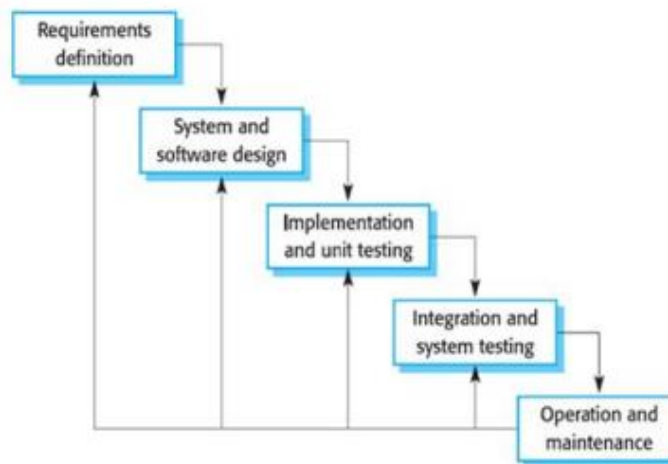 Requirements
definition
System and
software design
Implementation
and unit testing
Integration and
system testing
Operation and
maintenance